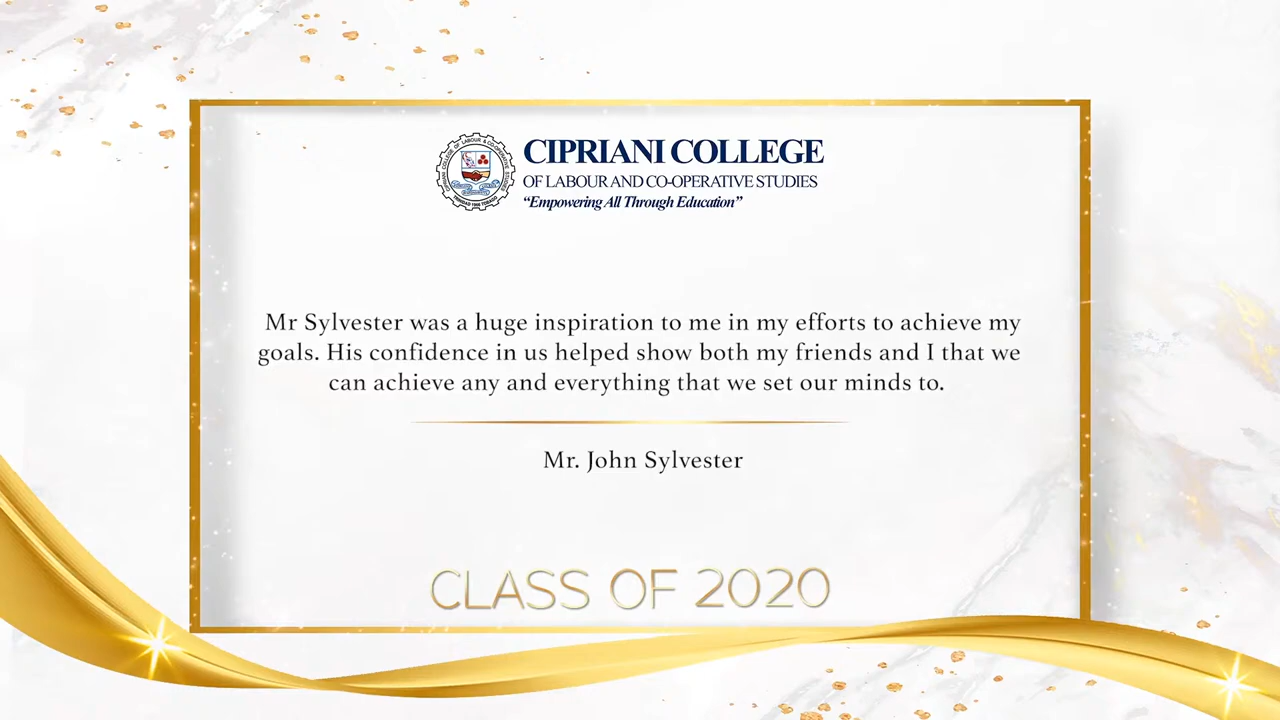 CIPRIANI COLLEGE
OF LABOUR AND CO-OPERATIVE STUDIES
“Empowering All Through Education”
Mr Sylvester was a huge inspiration to me in my efforts to achieve my
goals. His confidence in us helped show both my friends and I that we
can achieve any and everything that we set our minds to.
Mr. John Sylvester
CLASS OF 2020